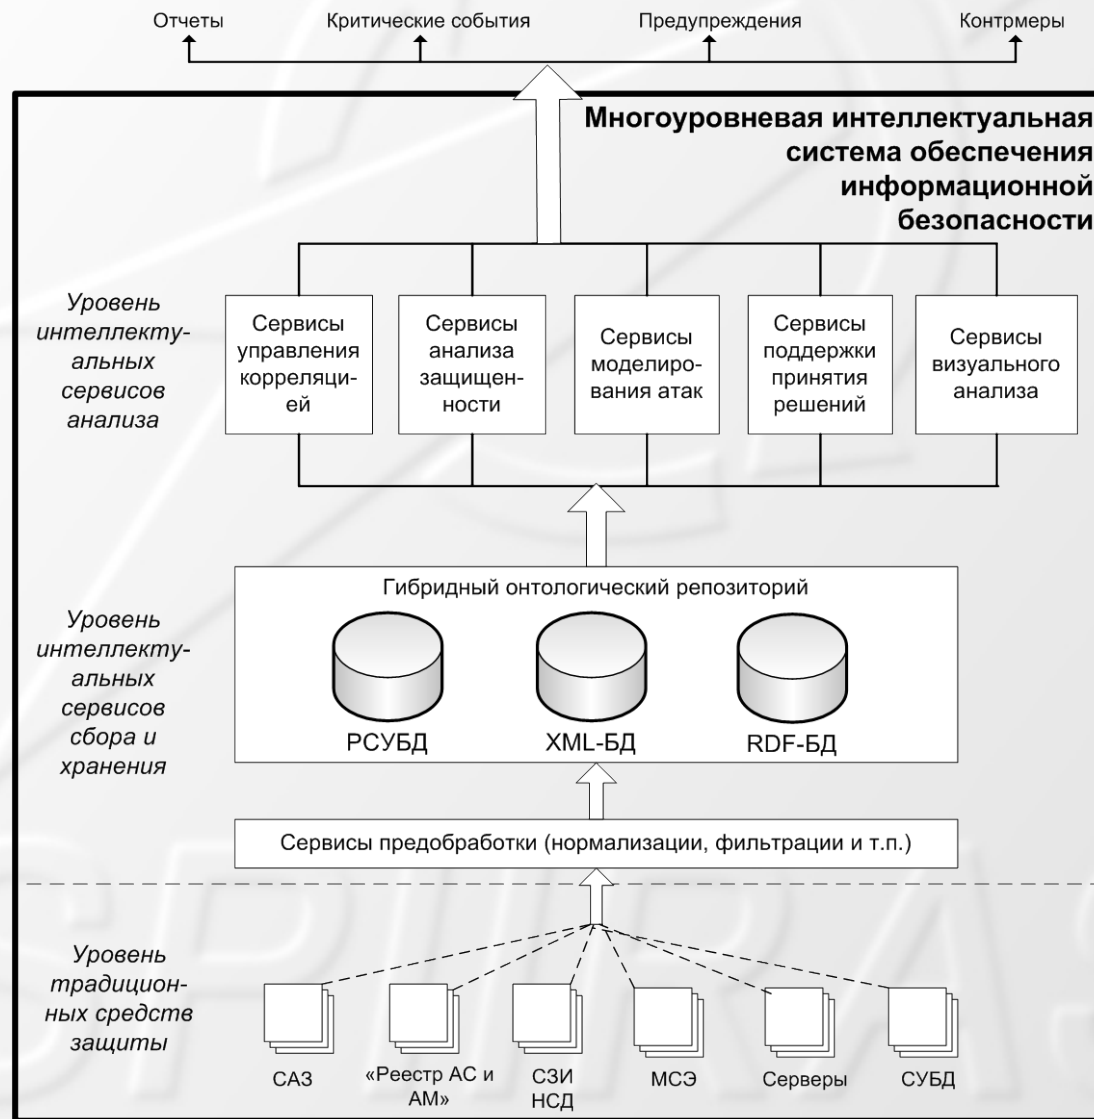 Отчеты
Критические события
Предупреждения
Контрмеры
Многоуровневая интеллектуальная
система обеспечения
информационной
безопасности
Уровень
интеллекту-
альных
сервисов
анализа
Сервисы
управления
корреляци-
ей
Сервисы
анализа
защищен-
ности
Сервисы
моделиро-
вания атак
Сервисы
поддержки
принятия
решений
Сервисы
визуального
анализа
Уровень
интеллекту-
альных
сервисов
сбора и
хранения
Гибридный онтологический репозиторий
РСУБД
XML-БД
RDF-БД
Сервисы предобработки (нормализации, фильтрации и т.п.)
Уровень
традицион-
ных средств
защиты
САЗ
«Реестр АС и
АМ»
СЗИ
НСД
МСЭ
Серверы
СУБД
SPIIRAS